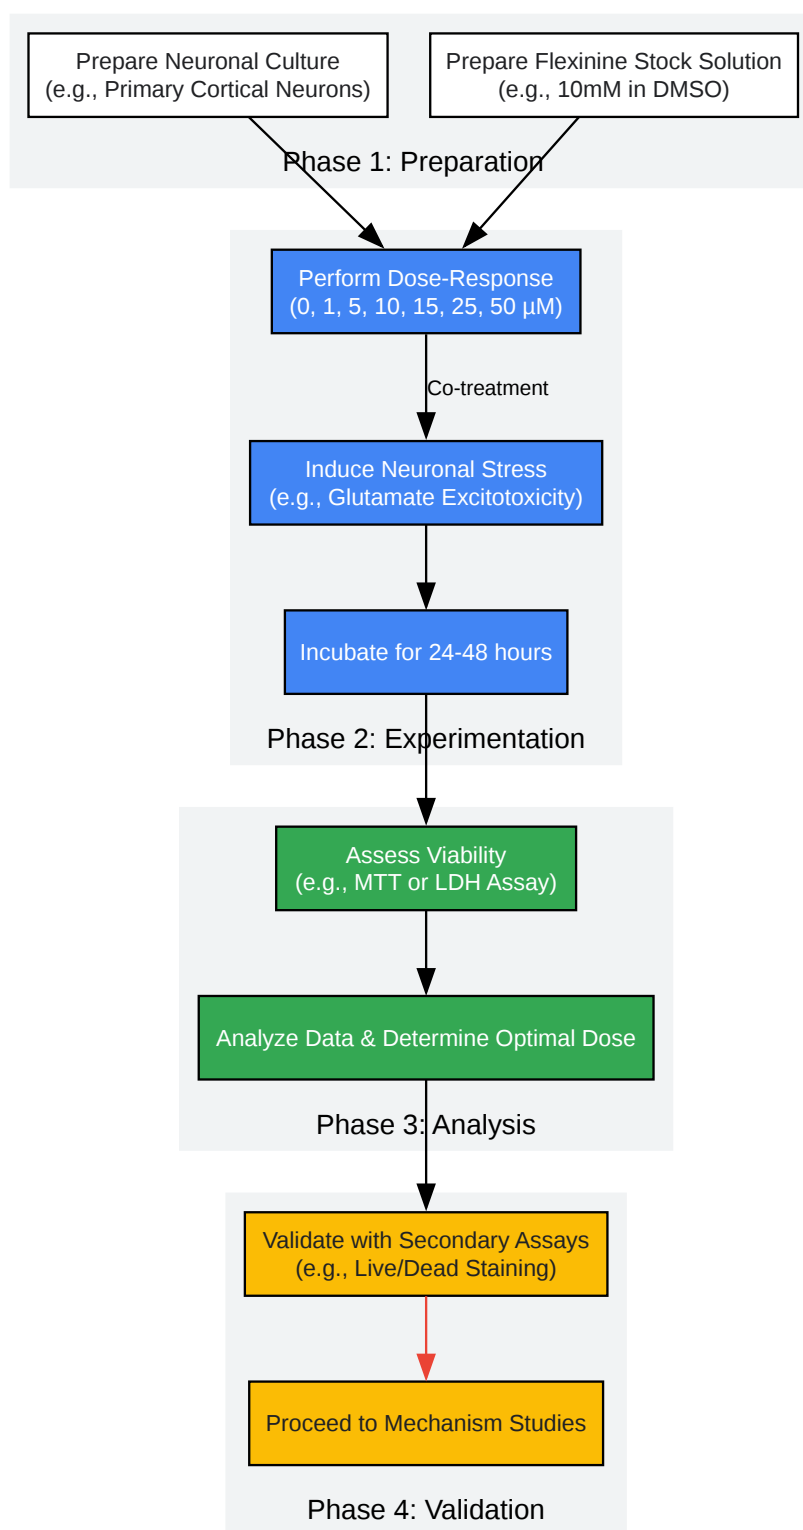 Prepare Neuronal Culture
(e.g., Primary Cortical Neurons)
Prepare Flexinine Stock Solution
(e.g., 10mM in DMSO)
Phase 1: Preparation
Perform Dose-Response
(0, 1, 5, 10, 15, 25, 50 µM)
Co-treatment
Induce Neuronal Stress
(e.g., Glutamate Excitotoxicity)
Incubate for 24-48 hours
Phase 2: Experimentation
Assess Viability
(e.g., MTT or LDH Assay)
Analyze Data & Determine Optimal Dose
Phase 3: Analysis
Validate with Secondary Assays
(e.g., Live/Dead Staining)
Proceed to Mechanism Studies
Phase 4: Validation